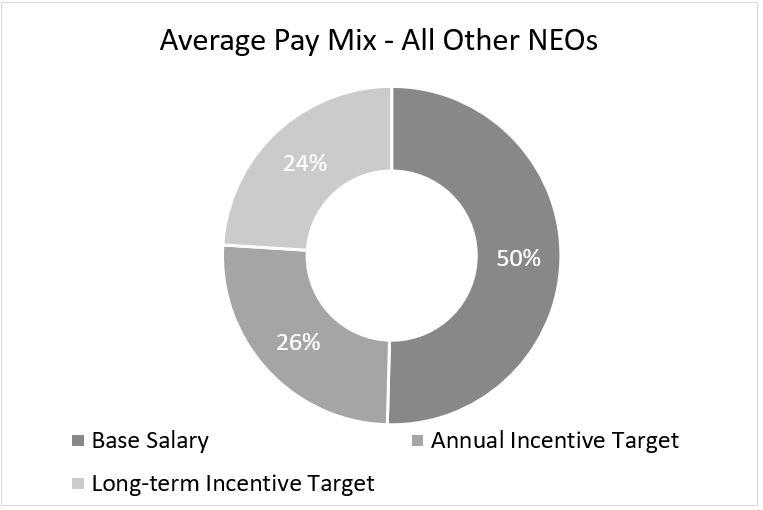 Average Pay Mix - All Other NEOs
24%
50%
26%
Base Salary
Annual Incentive Target
Long-term Incentive Target